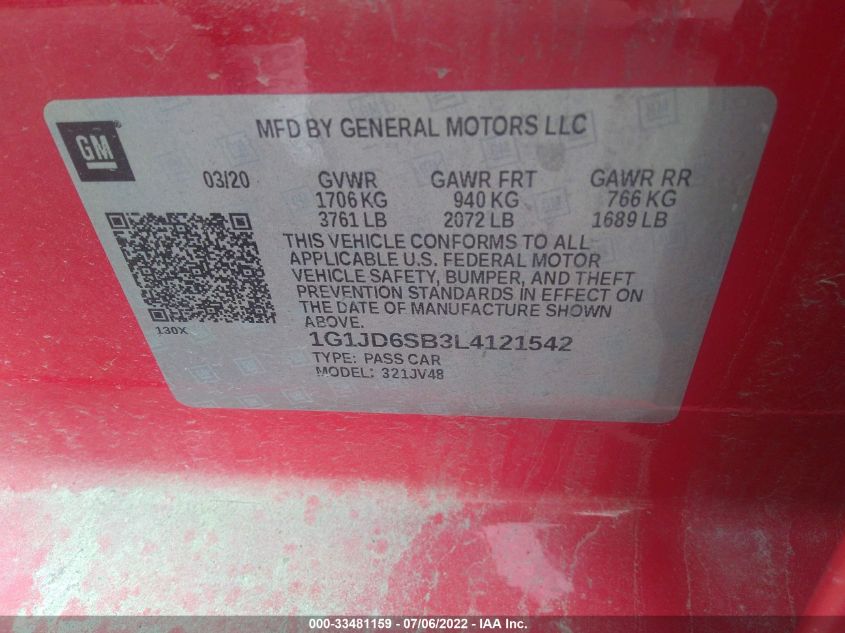 GM
MFD BY GENERAL MOTORS LLC
03/20 GVWR GAWR FRT GAWR RR
1706 KG 940 KG 766 KG
3761 LB 2072 LB 1689 LB
THIS VEHICLE CONFORMS TO ALL
APPLICABLE U.S. FEDERAL MOTOR
VEHICLE SAFETY, BUMPER, AND THEFT
PREVENTION STANDARDS IN EFFECT ON
THE DATE OF MANUFACTURE SHOWN
ABOVE.
130X
1G1JD6SB3L4121542
TYPE: PASS CAR
MODEL: 321JV48
000-33481159 - 07/06/2022 - IAA Inc.